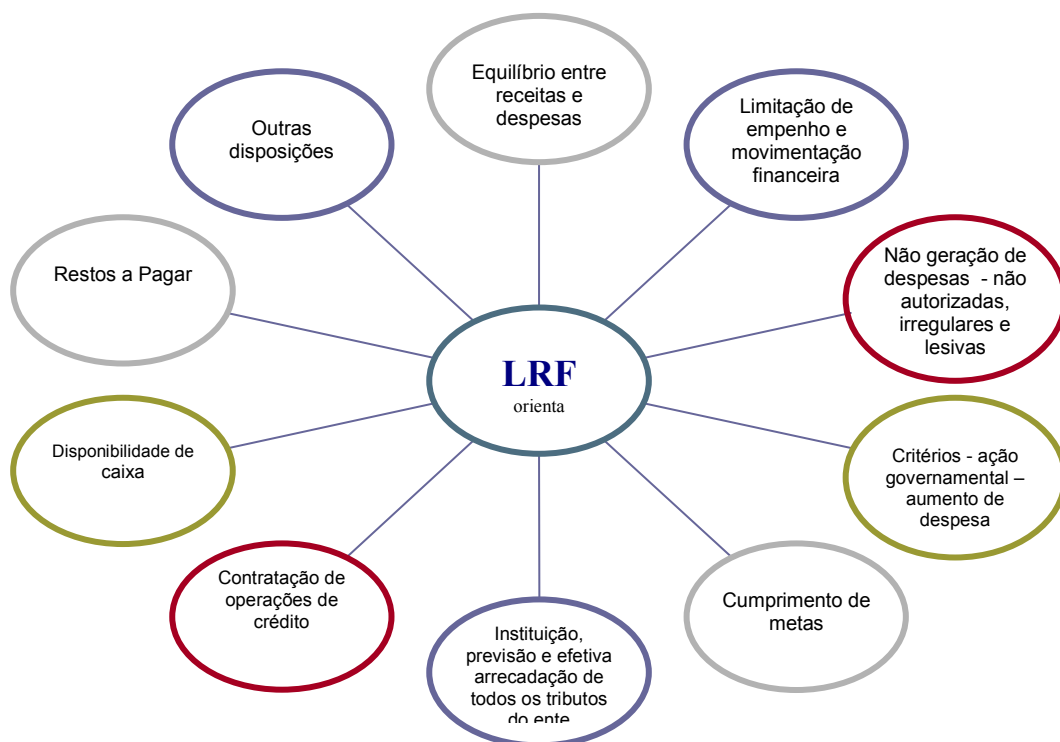 Equilíbrio entre
receitas e
despesas
Limitação de
empenho e
movimentação
financeira
Não geração de
despesas - não
autorizadas,
irregulares e
lesivas
Critérios - ação
governamental –
aumento de
despesa
Cumprimento de
metas
Instituição,
previsão e efetiva
arrecadação de
todos os tributos
do ente
Contratação de
operações de
crédito
Disponibilidade de
caixa
Restos a Pagar
Outras
disposições
LRF
orienta